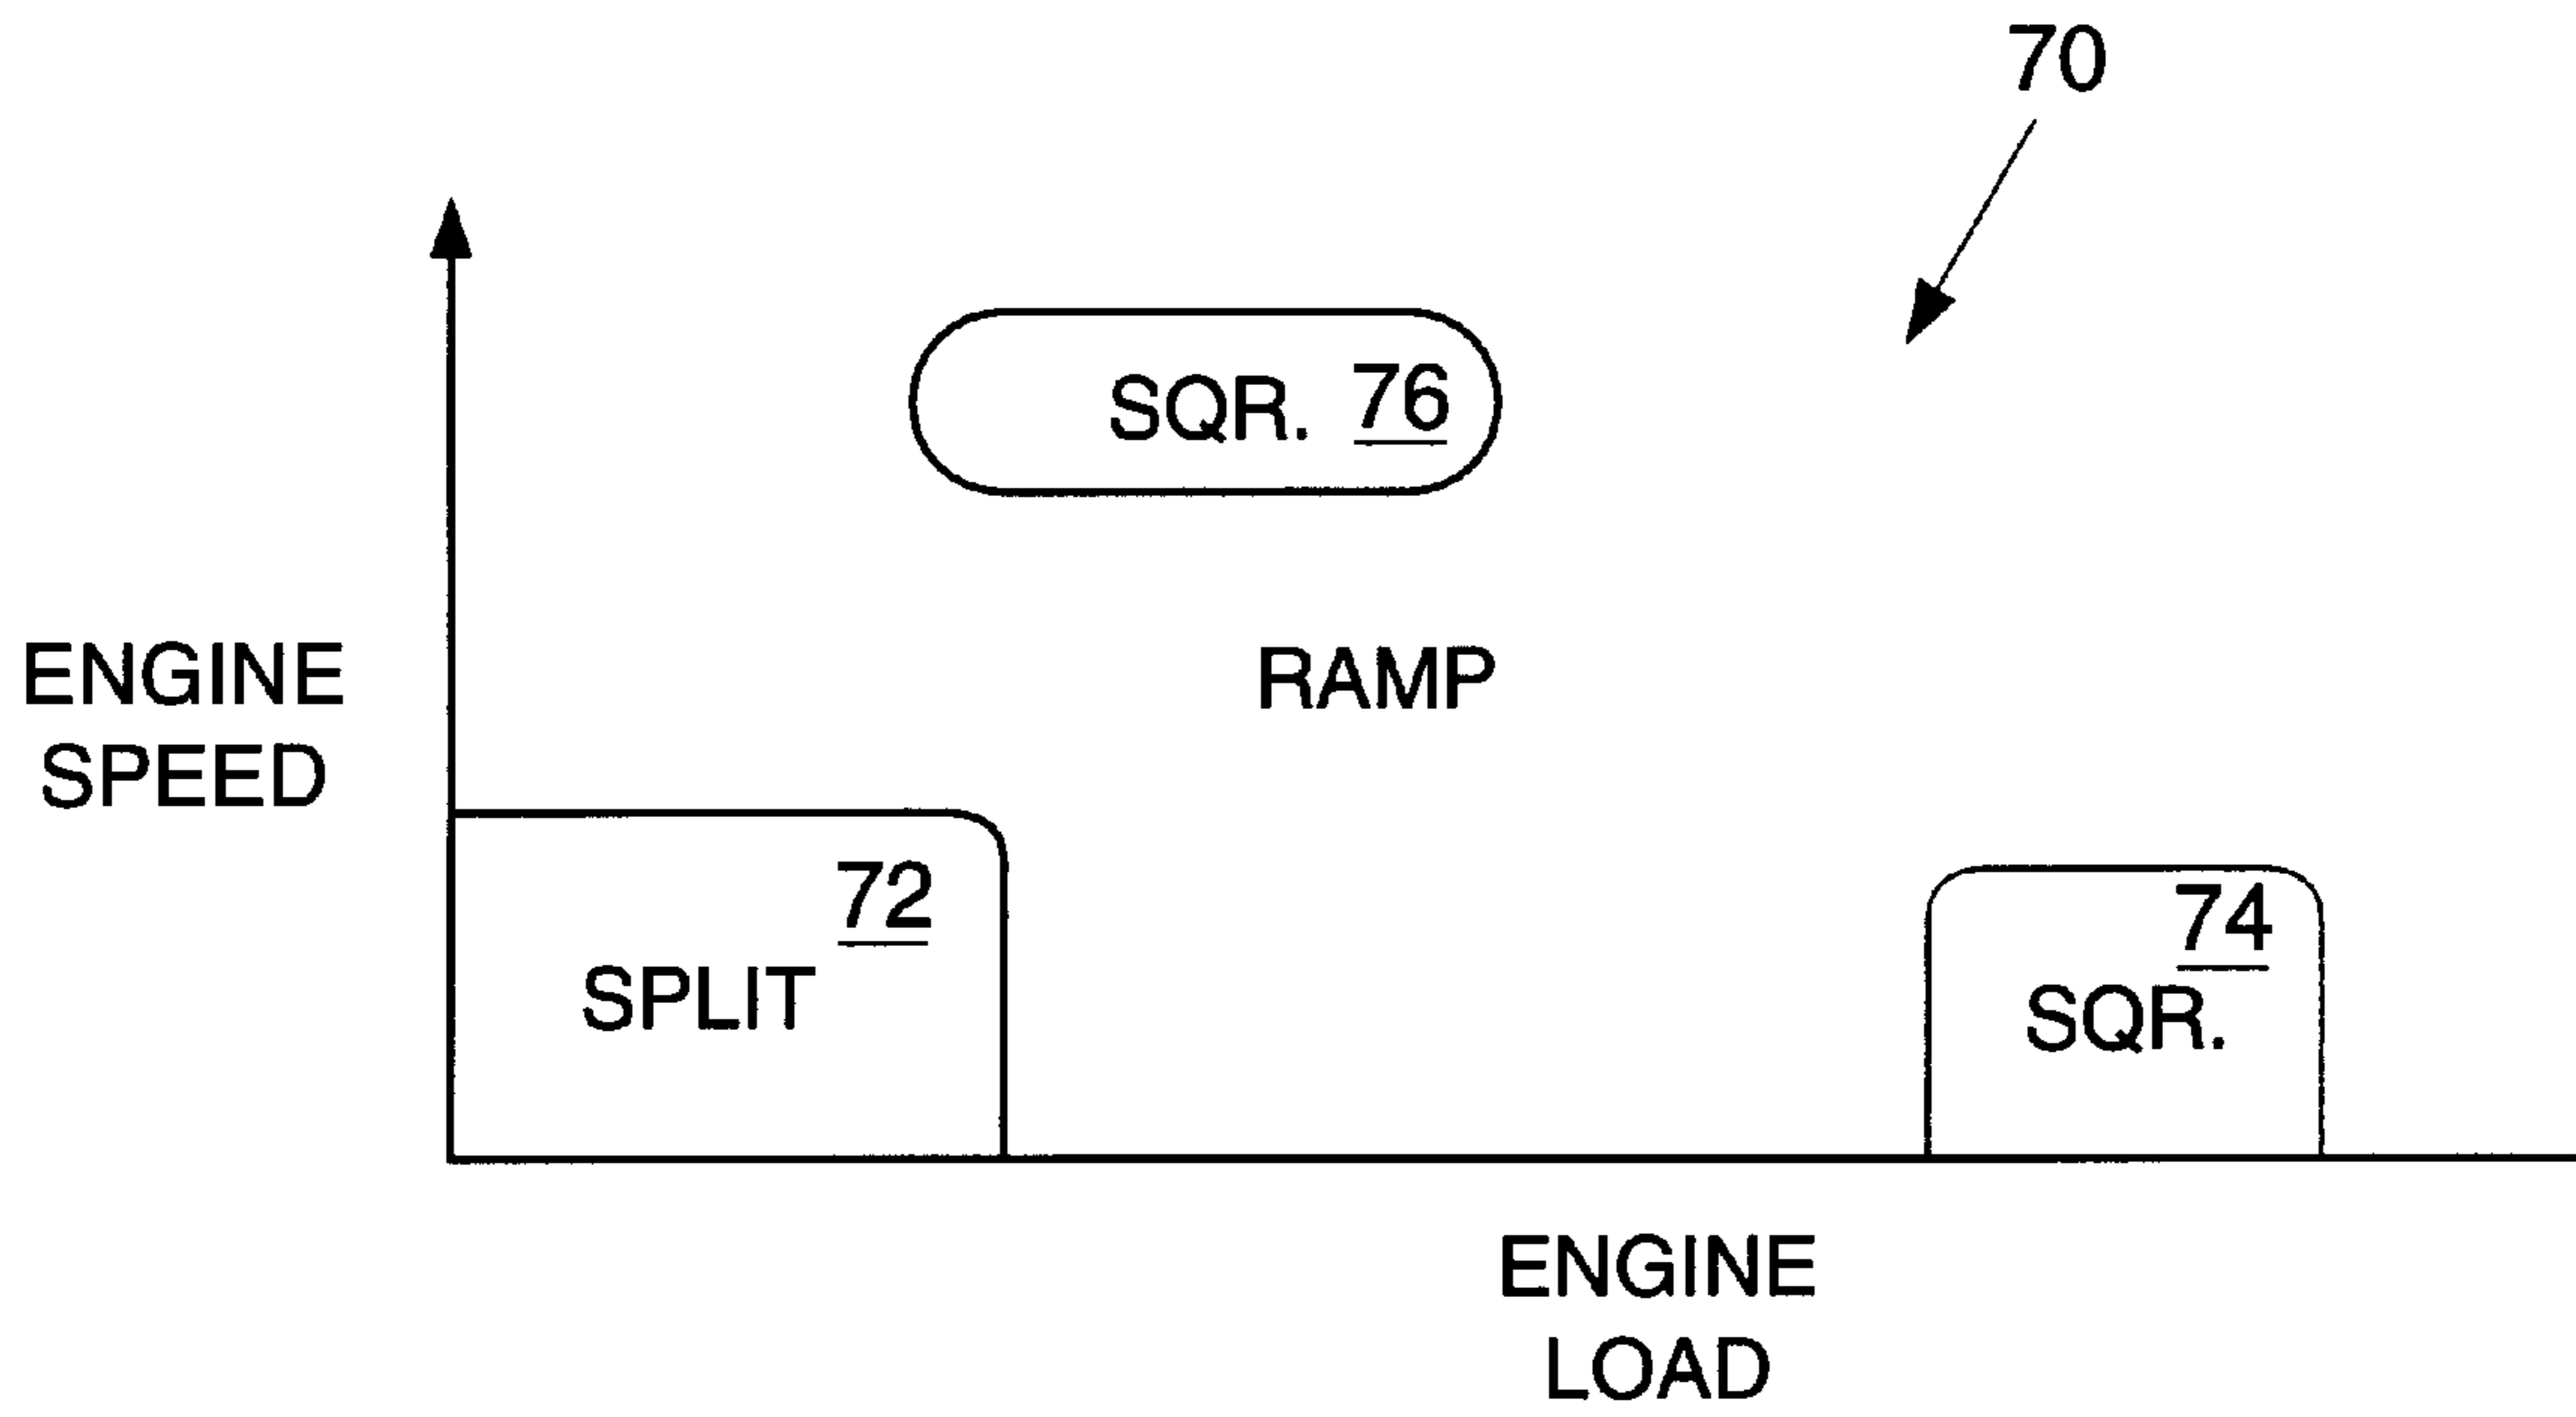 70
SQR. 76
RAMP
ENGINE
SPEED
72
SPLIT
74
SQR.
ENGINE
LOAD